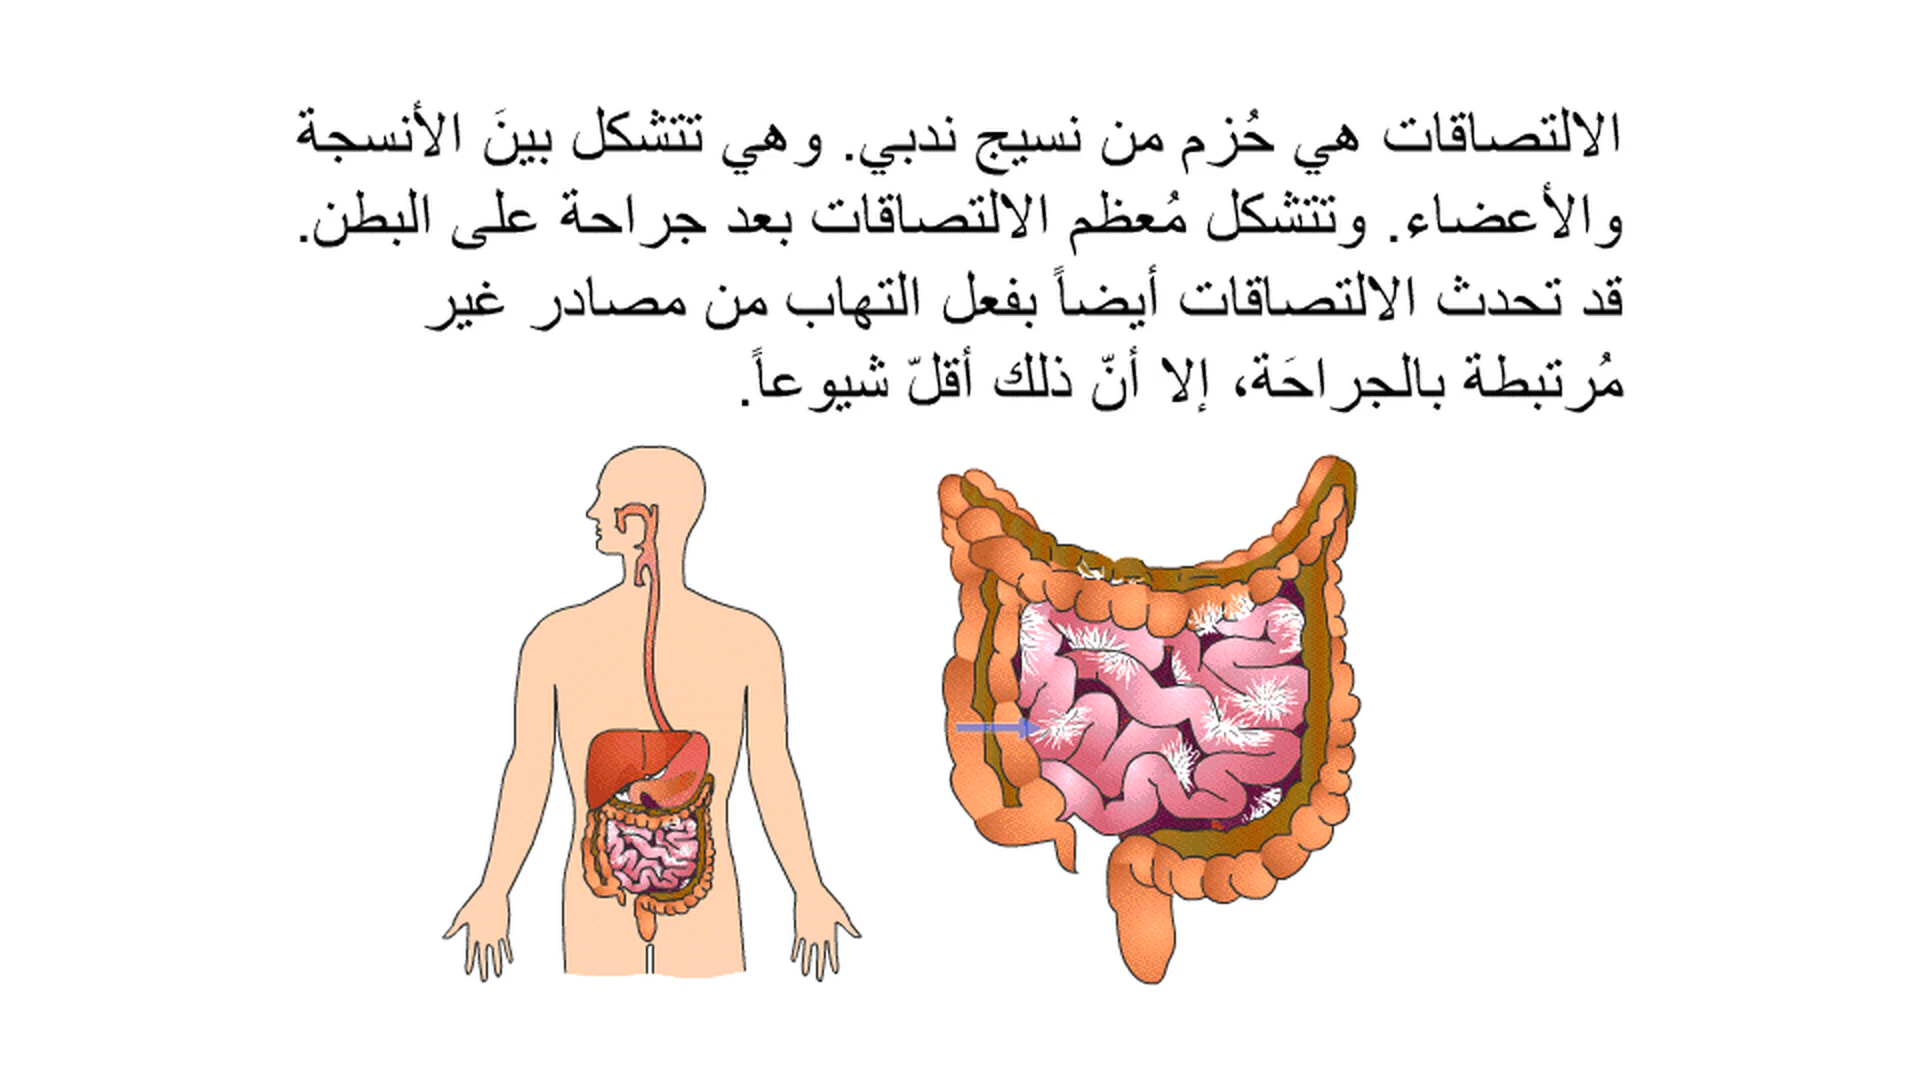 الالتصاقات هي حُزم من نسيج ندبي. وهي تتشكل بينَ الأنسجة
والأعضاء. وتتشكل مُعظم الالتصاقات بعد جراحة على البطن.
قد تحدث الالتصاقات أيضاً بفعل التهاب من مصادر غير
مُرتبطة بالجراحَة، إلا أنّ ذلك أقلّ شيوعاً.